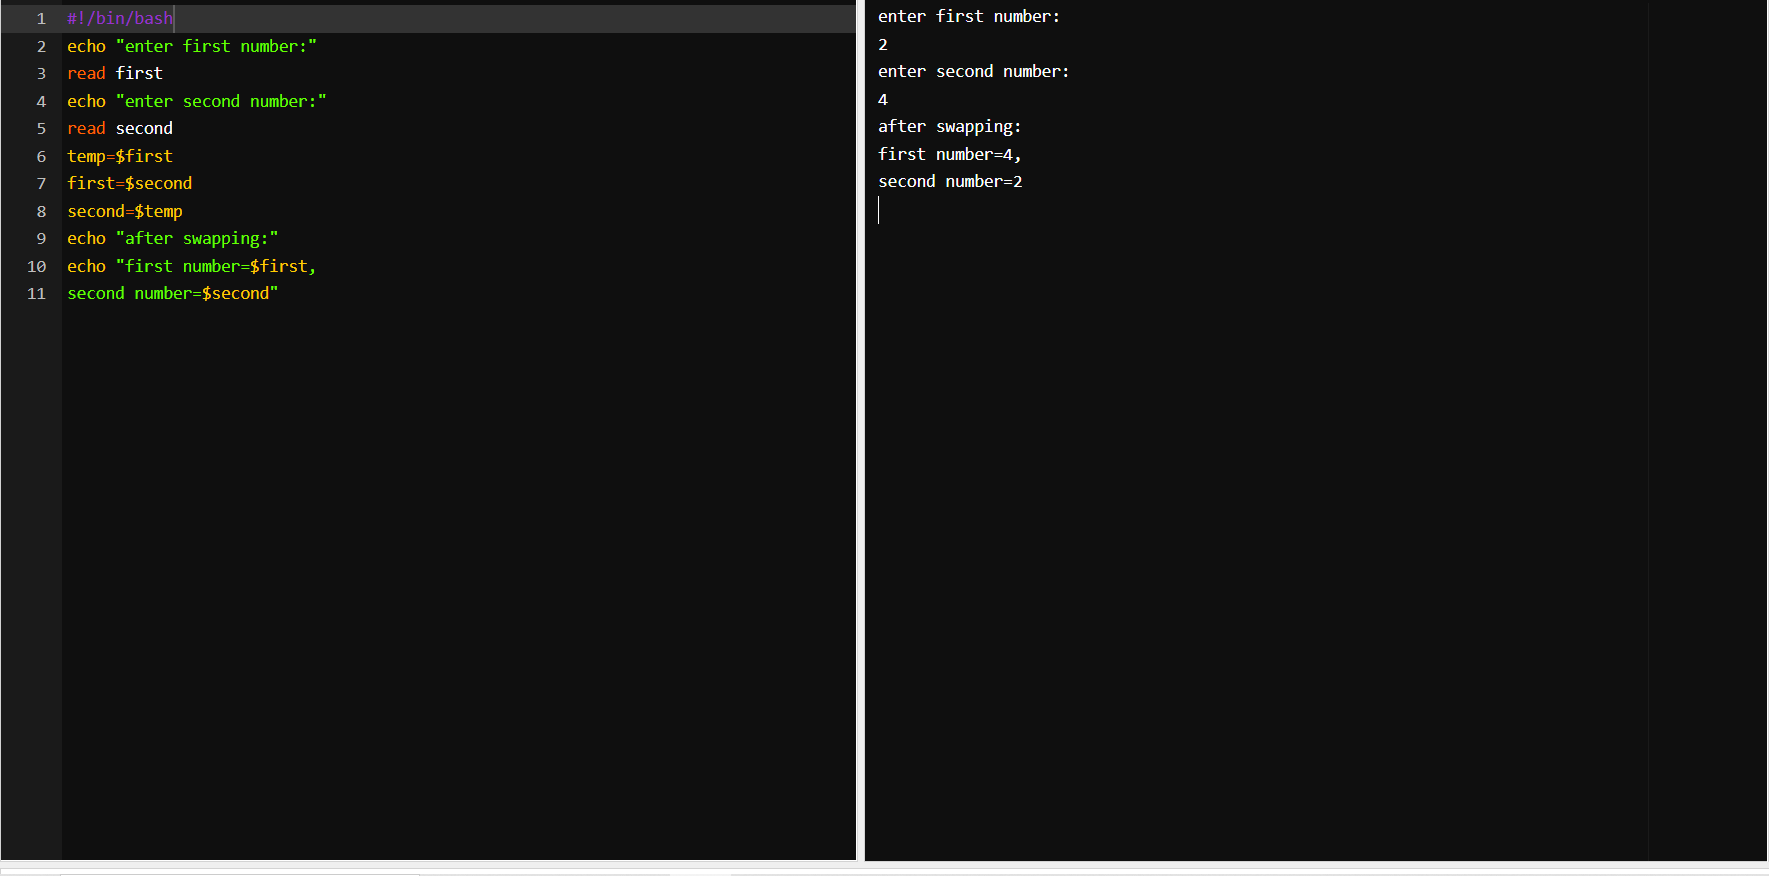 1 #!/bin/bash
2 echo "enter first number:"
3 read first
4 echo "enter second number:"
5 read second
6 temp=$first
7 first=$second
8 second=$temp
9 echo "after swapping:"
10 echo "first number=$first,
11 second number=$second"
enter first number:
2
enter second number:
4
after swapping:
first number=4,
second number=2